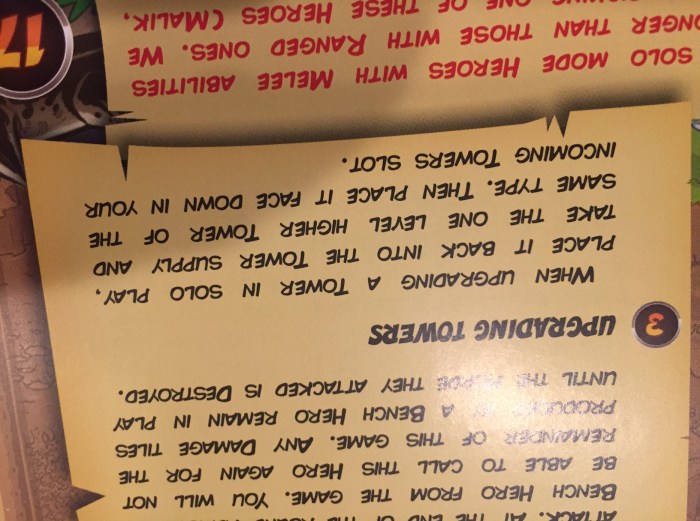 ATTACK. AT THE END OF THE
BENCH HERO FROM THE GAME. YOU WILL NOT
BE ABLE TO CALL THIS HERO AGAIN FOR THE
REMAINDER OF THIS GAME. ANY DAMAGE TILES
PRODUCED BY A BENCH HERO REMAIN IN PLAY
UNTIL THE HORDE THEY ATTACKED IS DESTROYED.
3 UPGRADING TOWERS
WHEN UPGRADING A TOWER IN SOLO PLAY,
PLACE IT BACK INTO THE TOWER SUPPLY AND
TAKE THE ONE LEVEL HIGHER TOWER OF THE
SAME TYPE. THEN PLACE IT FACE DOWN IN YOUR
INCOMING TOWERS SLOT.
SOLO MODE HEROES WITH MELEE ABILITIES
THAN THOSE WITH RANGED ONES. WE
ONE OF THESE HEROES (MALIK,
17